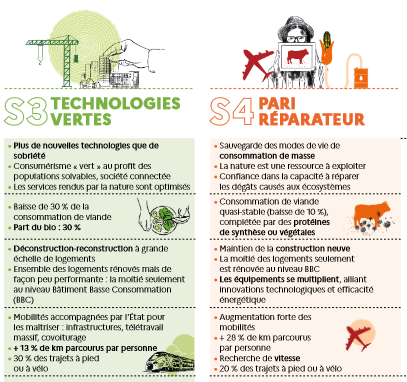 S3 TECHNOLOGIES
VERTES
• Plus de nouvelles technologies que de
sobriété
• Consumérisme « vert » au profit des
populations solvables, société connectée
• Les services rendus par la nature sont optimisés
• Baisse de 30 % de la
consommation de viande
• Part du bio : 30 %
• Déconstruction-reconstruction à grande
échelle de logements
• Ensemble des logements rénovés mais de
façon peu performante : la moitié seulement
au niveau Bâtiment Basse Consommation
(BBC)
• Mobilités accompagnées par l'État pour
les maîtriser : infrastructures, télétravail
massif, covoiturage
• + 13 % de km parcourus par personne
• 30 % des trajets à pied
ou à vélo
S4 PARI
RÉPARATEUR
• Sauvegarde des modes de vie de
consommation de masse
• La nature est une ressource à exploiter
• Confiance dans la capacité à réparer
les dégâts causés aux écosystèmes
• Consommation de viande
quasi-stable (baisse de 10 %),
complétée par des protéines
de synthèse ou végétales
• Maintien de la construction neuve
• La moitié des logements seulement
est rénovée au niveau BBC
• Les équipements se multiplient, alliant
innovations technologiques et efficacité
énergétique
• Augmentation forte des
mobilités
• + 28 % de km parcourus
par personne
• Recherche de vitesse
• 20 % des trajets à pied ou à vélo